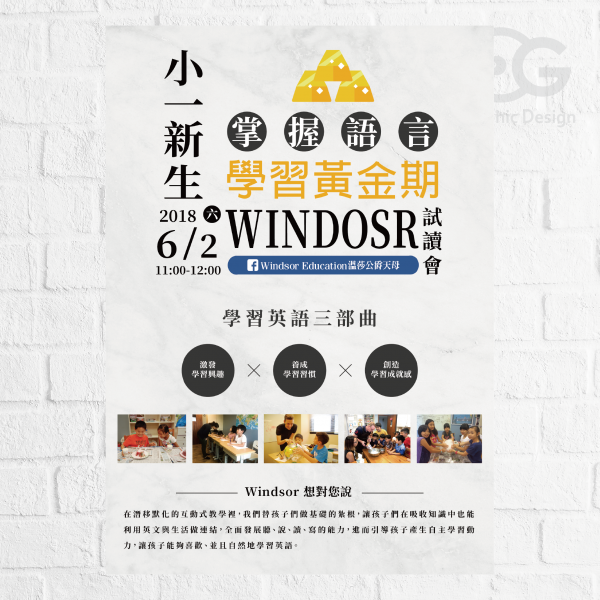 小一新生
掌握語言
學習黃金期
2018 六
6/2
11:00-12:00
WINDOSR
試讀會
Windsor Education溫莎公爵天母
學習英語三部曲
激發
學習興趣
養成
學習習慣
創造
學習成就感
Windsor 想對您說
在潛移默化的互動式教學裡，我們替孩子們做基礎的紮根，讓孩子們在吸收知識中也能
利用英文與生活做連結，全面發展聽、說、讀、寫的能力，進而引導孩子產生自主學習動
力，讓孩子能夠喜歡、並且自然地學習英語。
G
hic Design